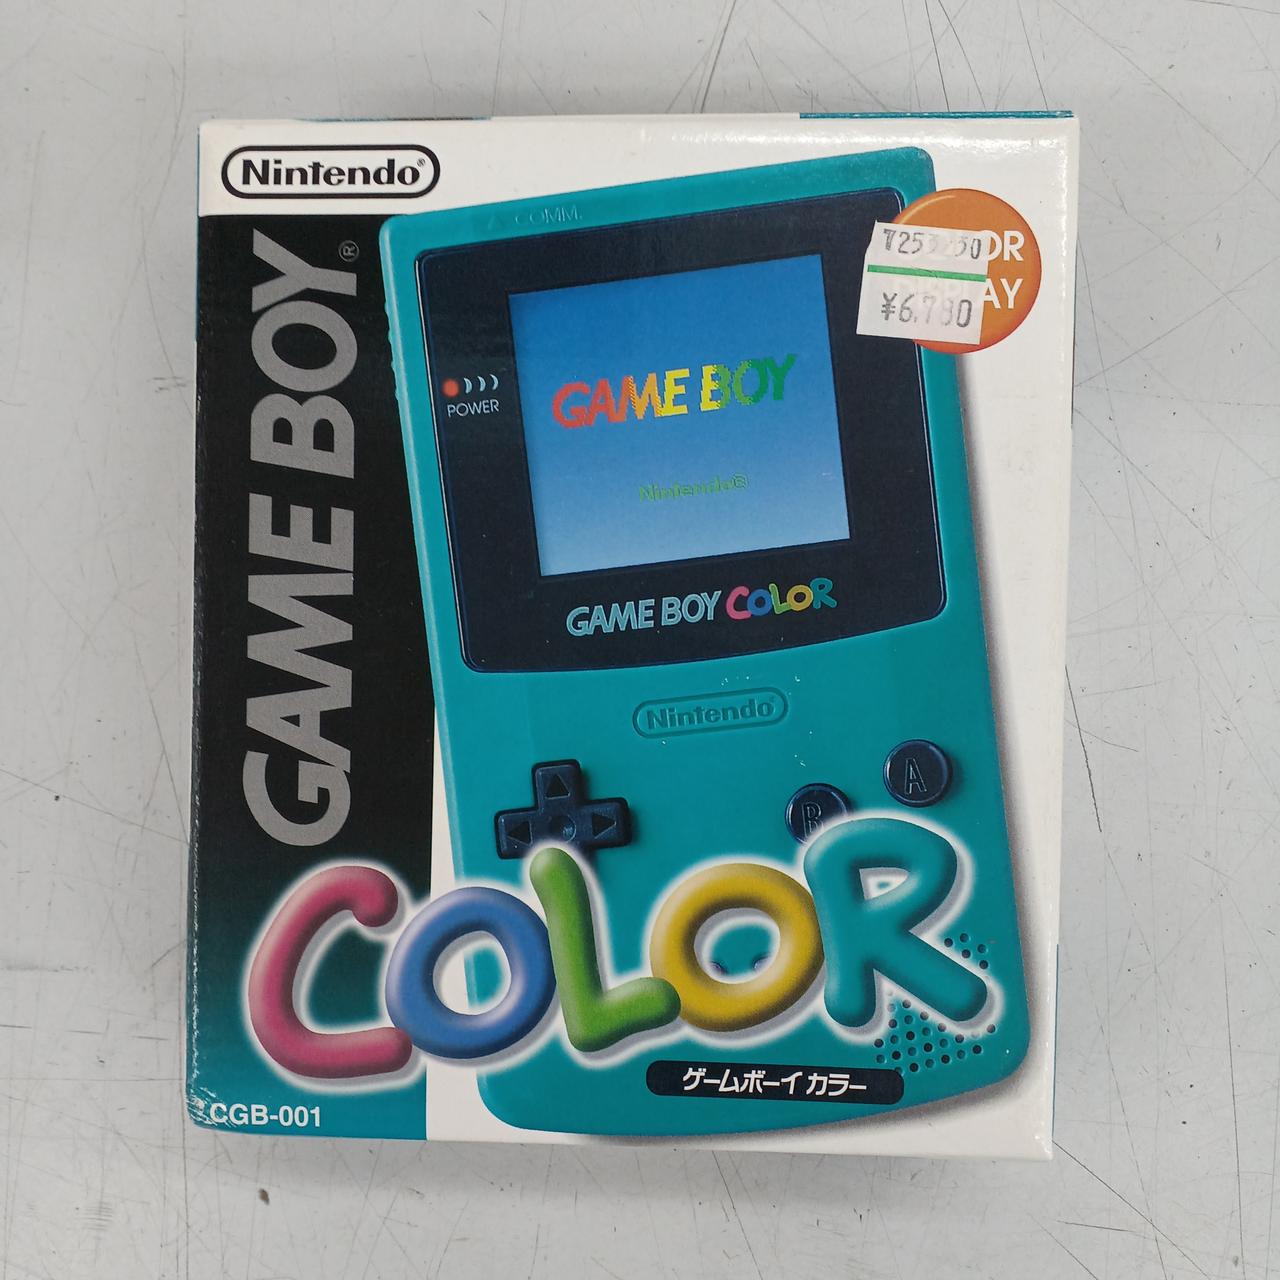 Nintendo®
GAME BOY®
COMM.
POWER
GAME BOY
Nintendo®
GAME BOY COLOR
Nintendo
A
B
COLOR
ゲームボーイカラー
CGB-001
¥6,780